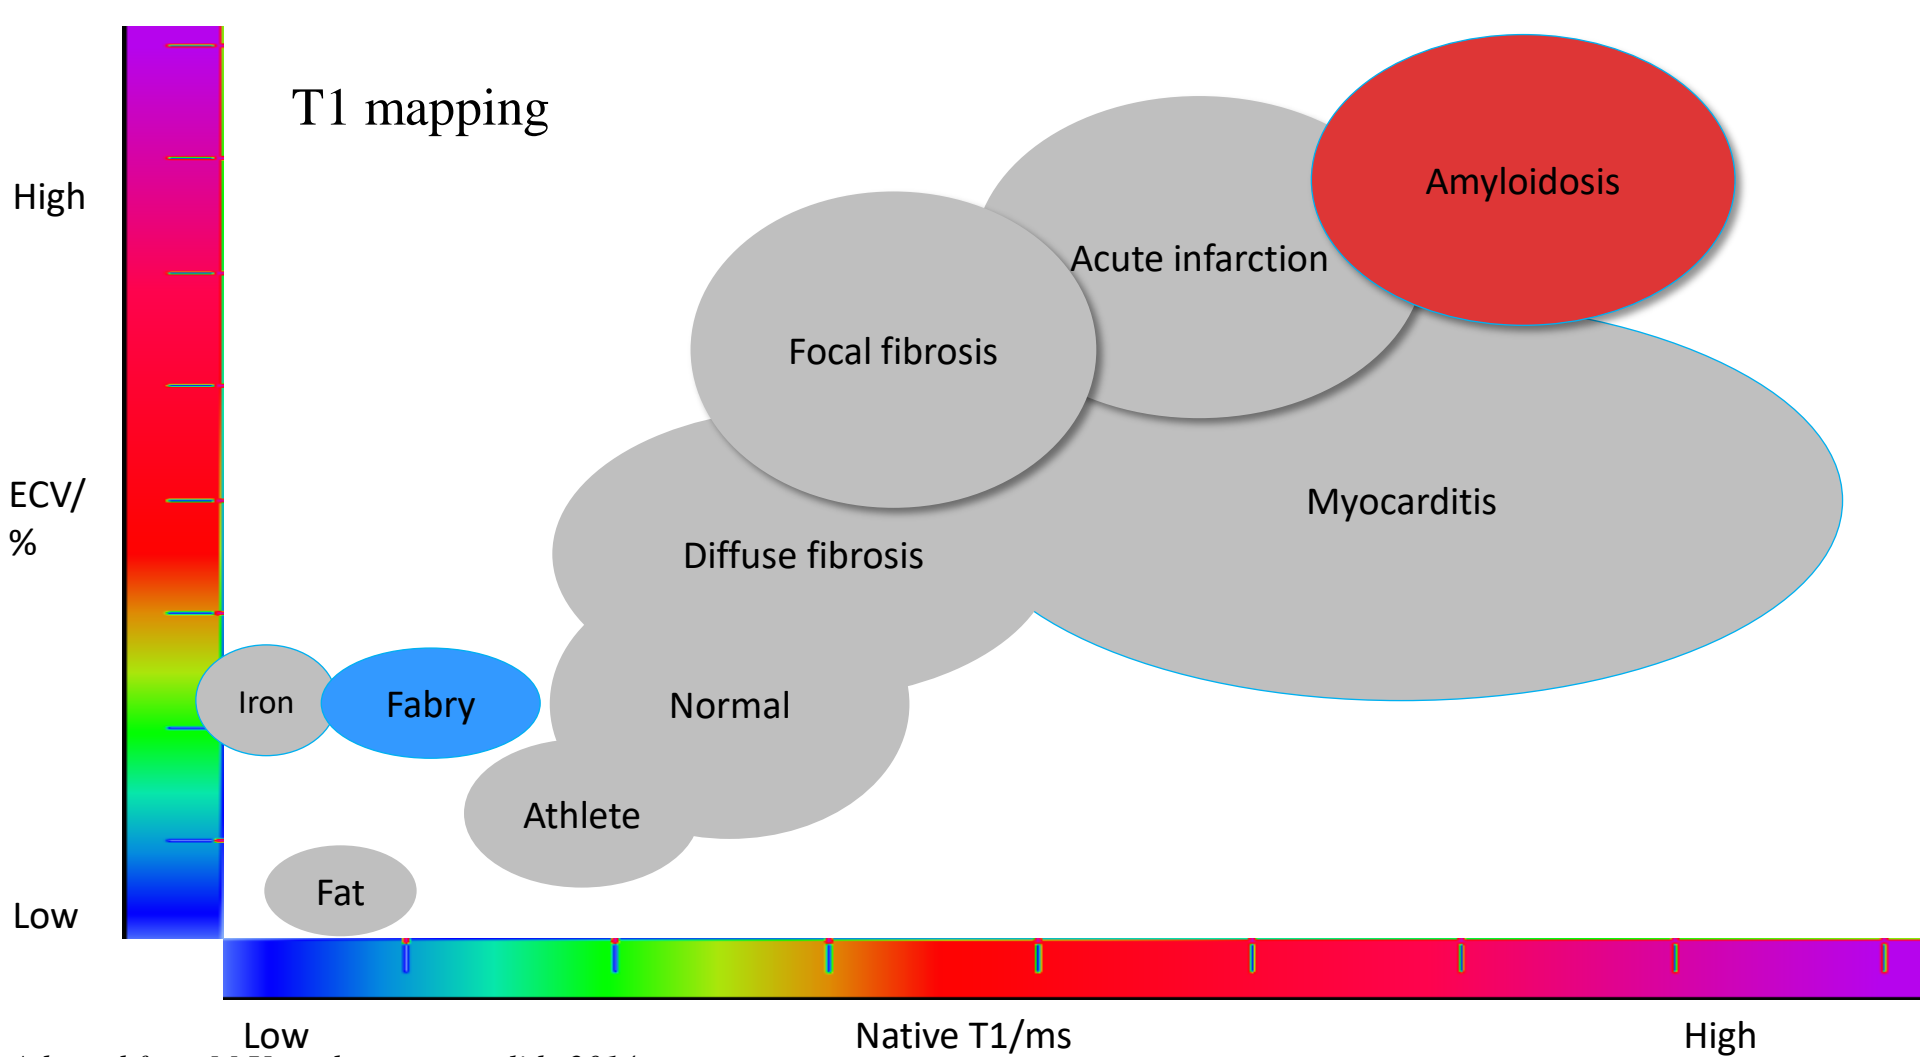 T1 mapping
High
Amyloidosis
Acute infarction
Focal fibrosis
ECV/
%
Myocarditis
Diffuse fibrosis
Iron
Fabry
Normal
Athlete
Fat
Low
Low
Native T1/ms
High
2014